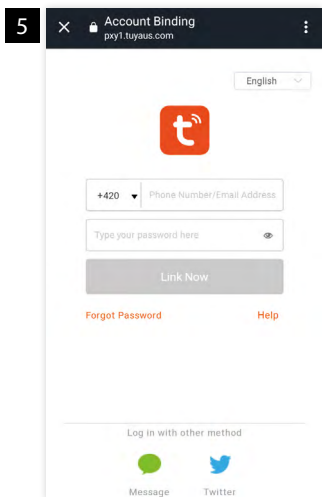 5
Account Binding
pxy1.tuyaus.com
English
+420 Phone Number/Email Address
Type your password here
Link Now
Forgot Password Help
Log in with other method
Message Twitter